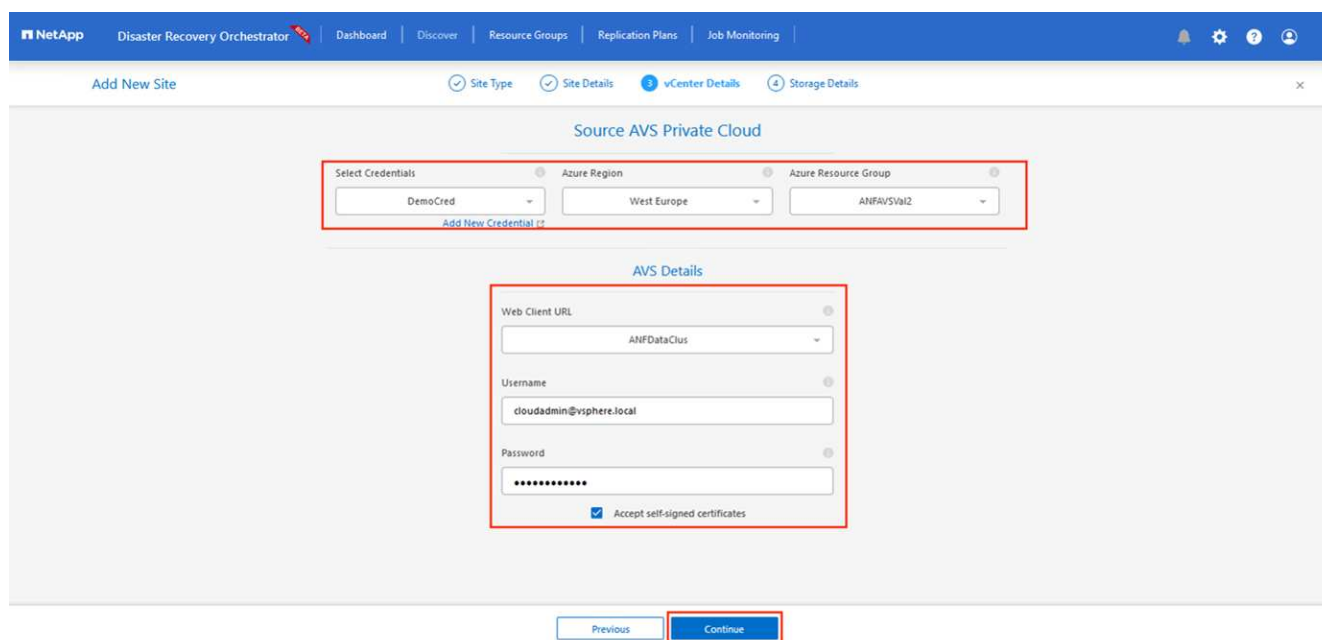 NetApp Disaster Recovery Orchestrator BETA Dashboard Discover Resource Groups Replication Plans Job Monitoring
Add New Site Site Type Site Details 3 vCenter Details 4 Storage Details
Source AVS Private Cloud
Select Credentials Azure Region Azure Resource Group
DemoCred West Europe ANFAVSVal2
Add New Credential
AVS Details
Web Client URL
ANFDataClus
Username
cloudadmin@vsphere.local
Password
••••••••••••
Accept self-signed certificates
Previous Continue